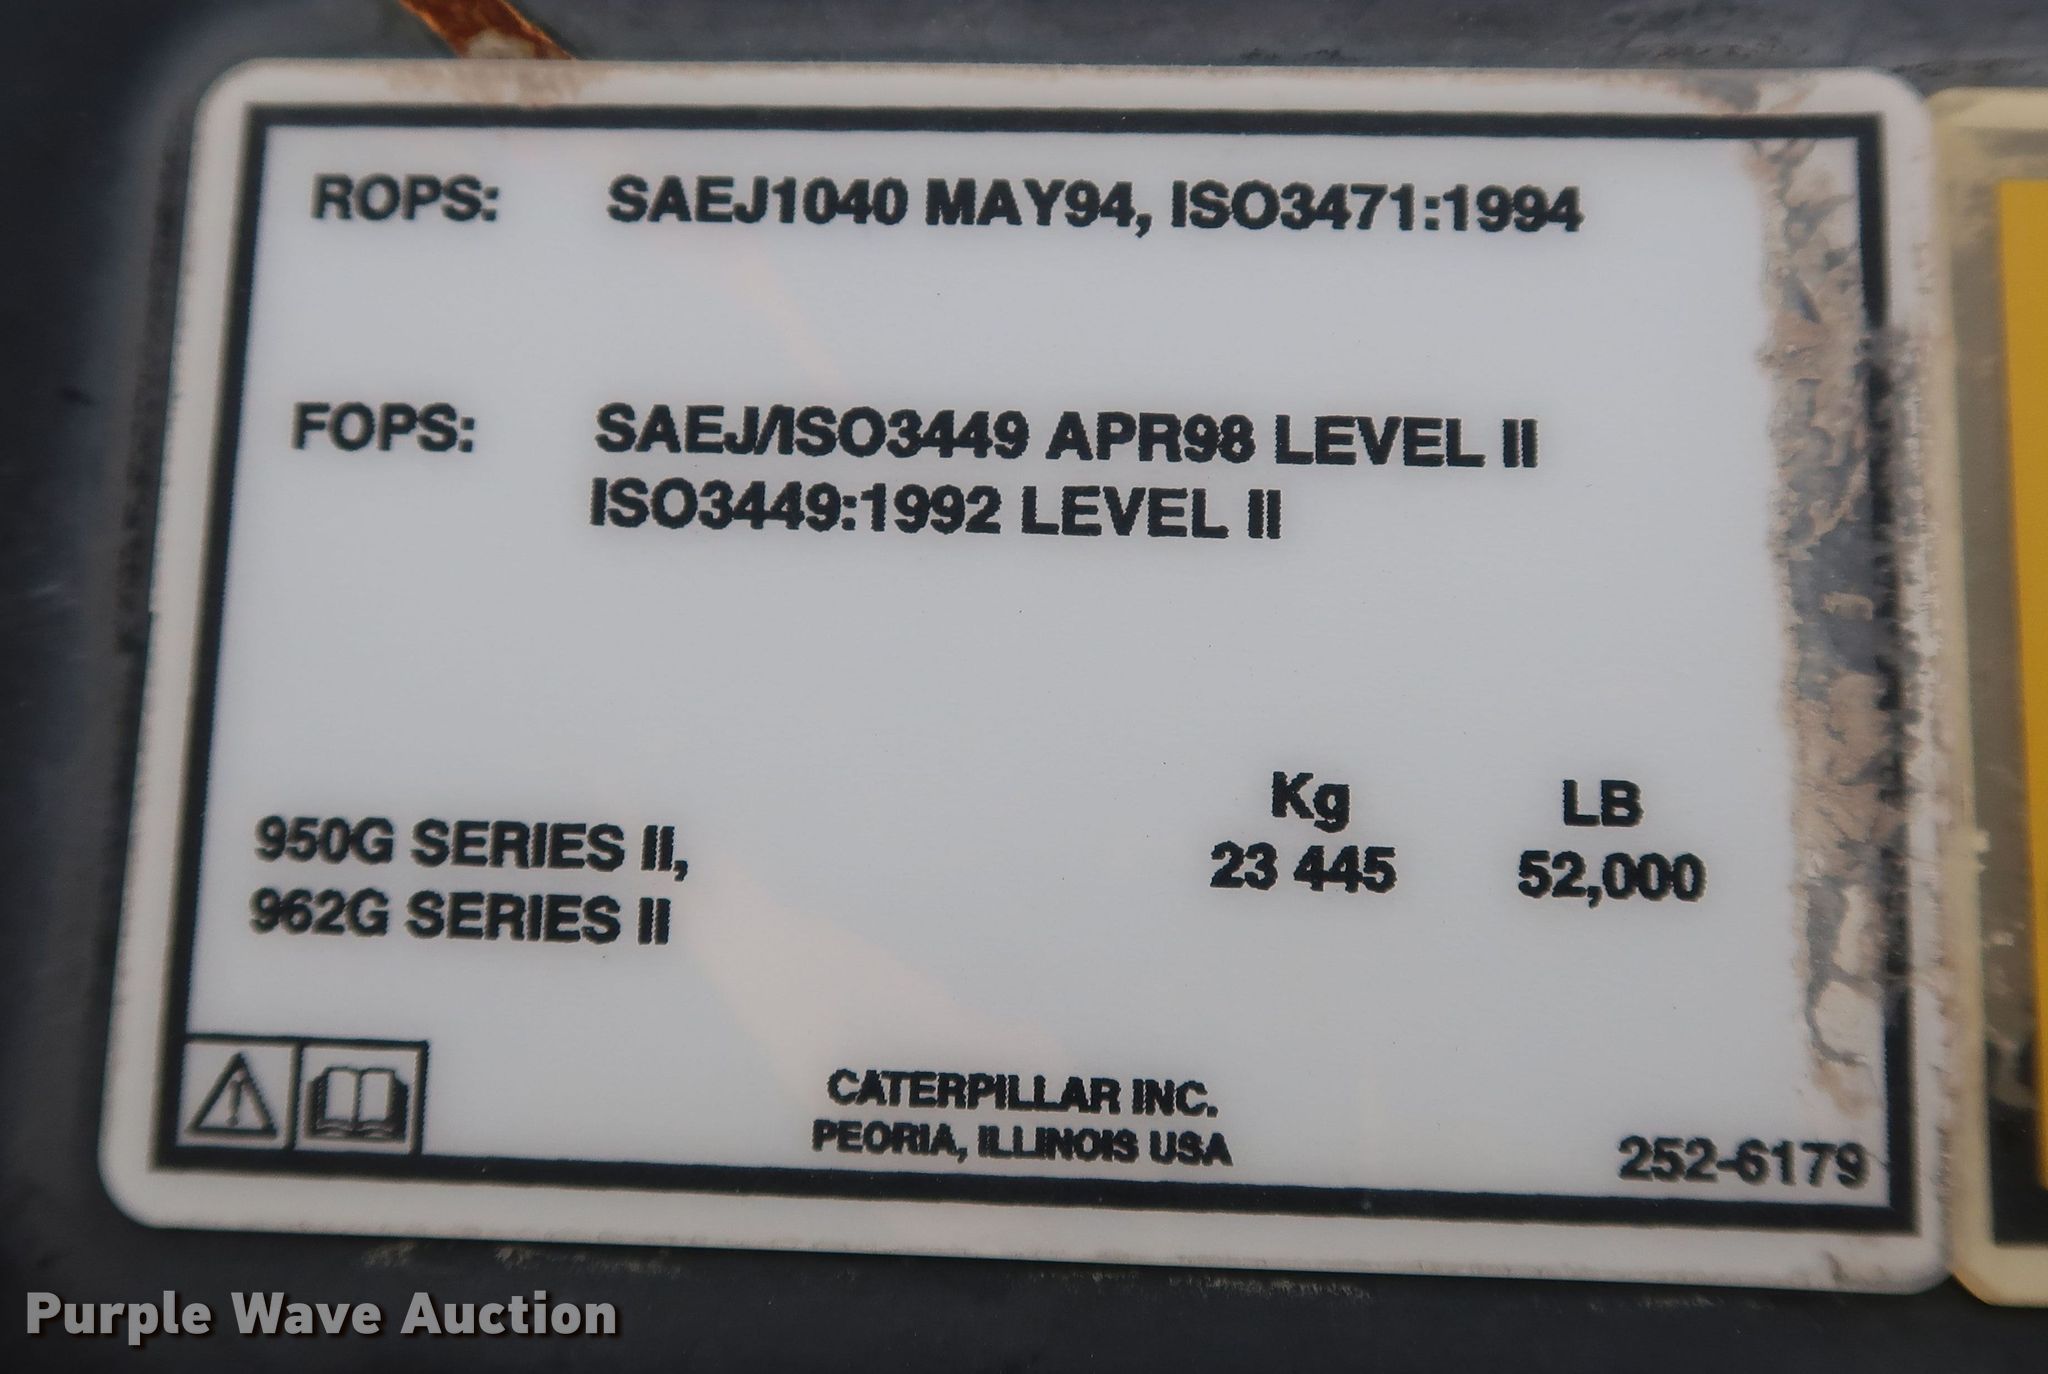 ROPS: SAEJ1040 MAY94, ISO3471:1994
FOPS: SAEJ/ISO3449 APR98 LEVEL II
ISO3449:1992 LEVEL II
Kg LB
950G SERIES II, 23 445 52,000
962G SERIES II
CATERPILLAR INC.
PEORIA, ILLINOIS USA
252-6179
Purple Wave Auction